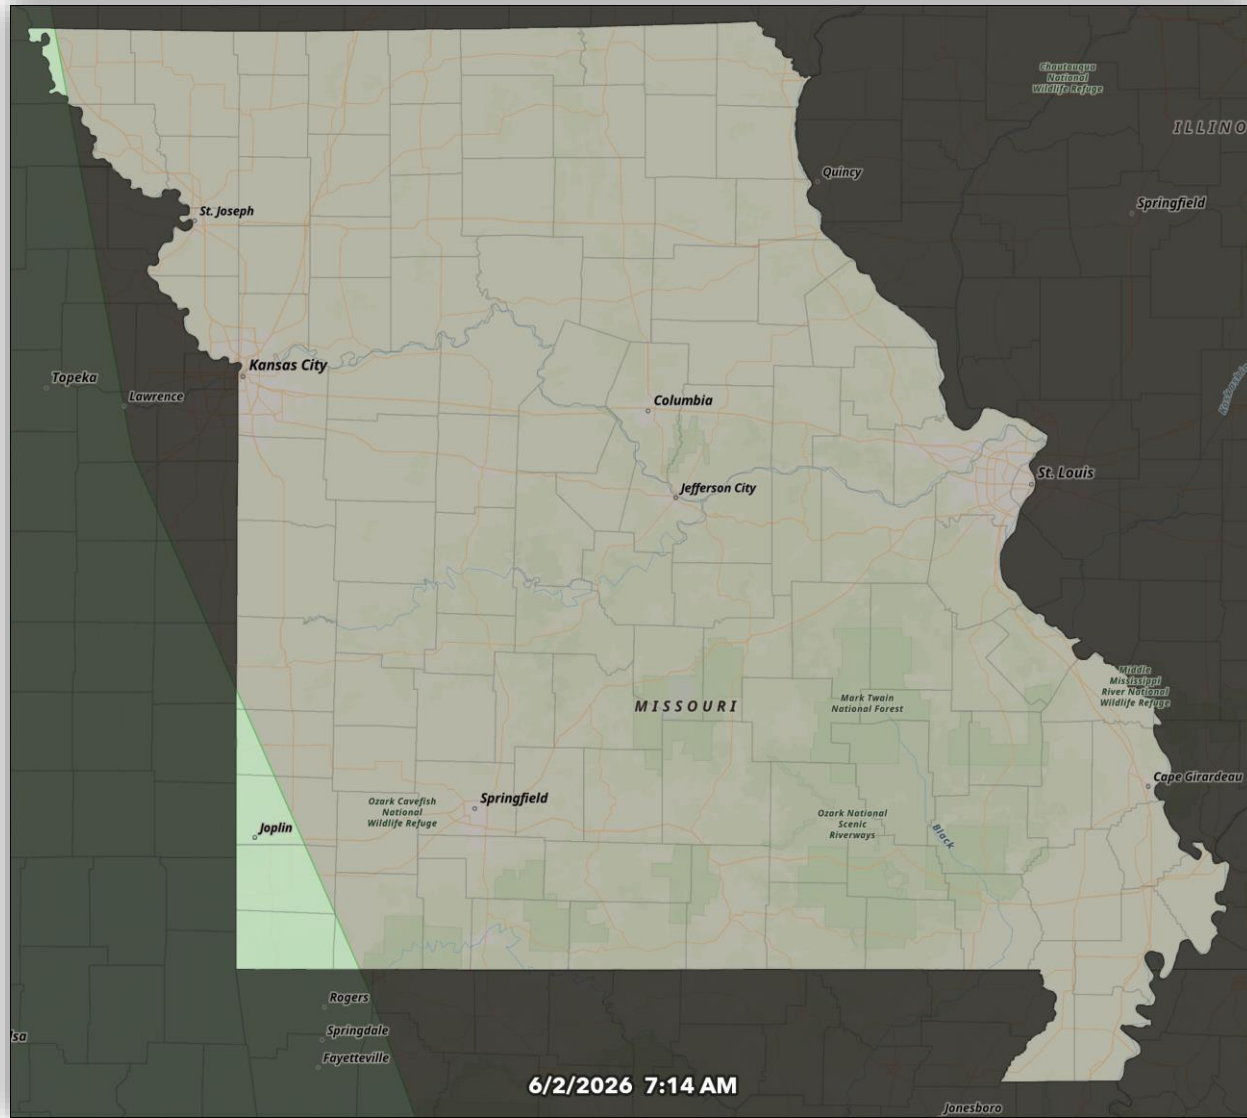 Chautauqua
National
Wildlife Refuge
ILLINO
Quincy
Springfield
St. Joseph
Kansas City
Topeka
Lawrence
Kaskaskia
Columbia
St. Louis
Jefferson City
Middle
Mississippi
River National
Wildlife Refuge
MISSOURI
Mark Twain
National Forest
Cape Girardeau
Springfield
Ozark Cavefish
National
Wildlife Refuge
Ozark National
Scenic
Riverways
Joplin
Black
Rogers
Springdale
Fayetteville
lsa
6/2/2026 7:14 AM
Jonesboro